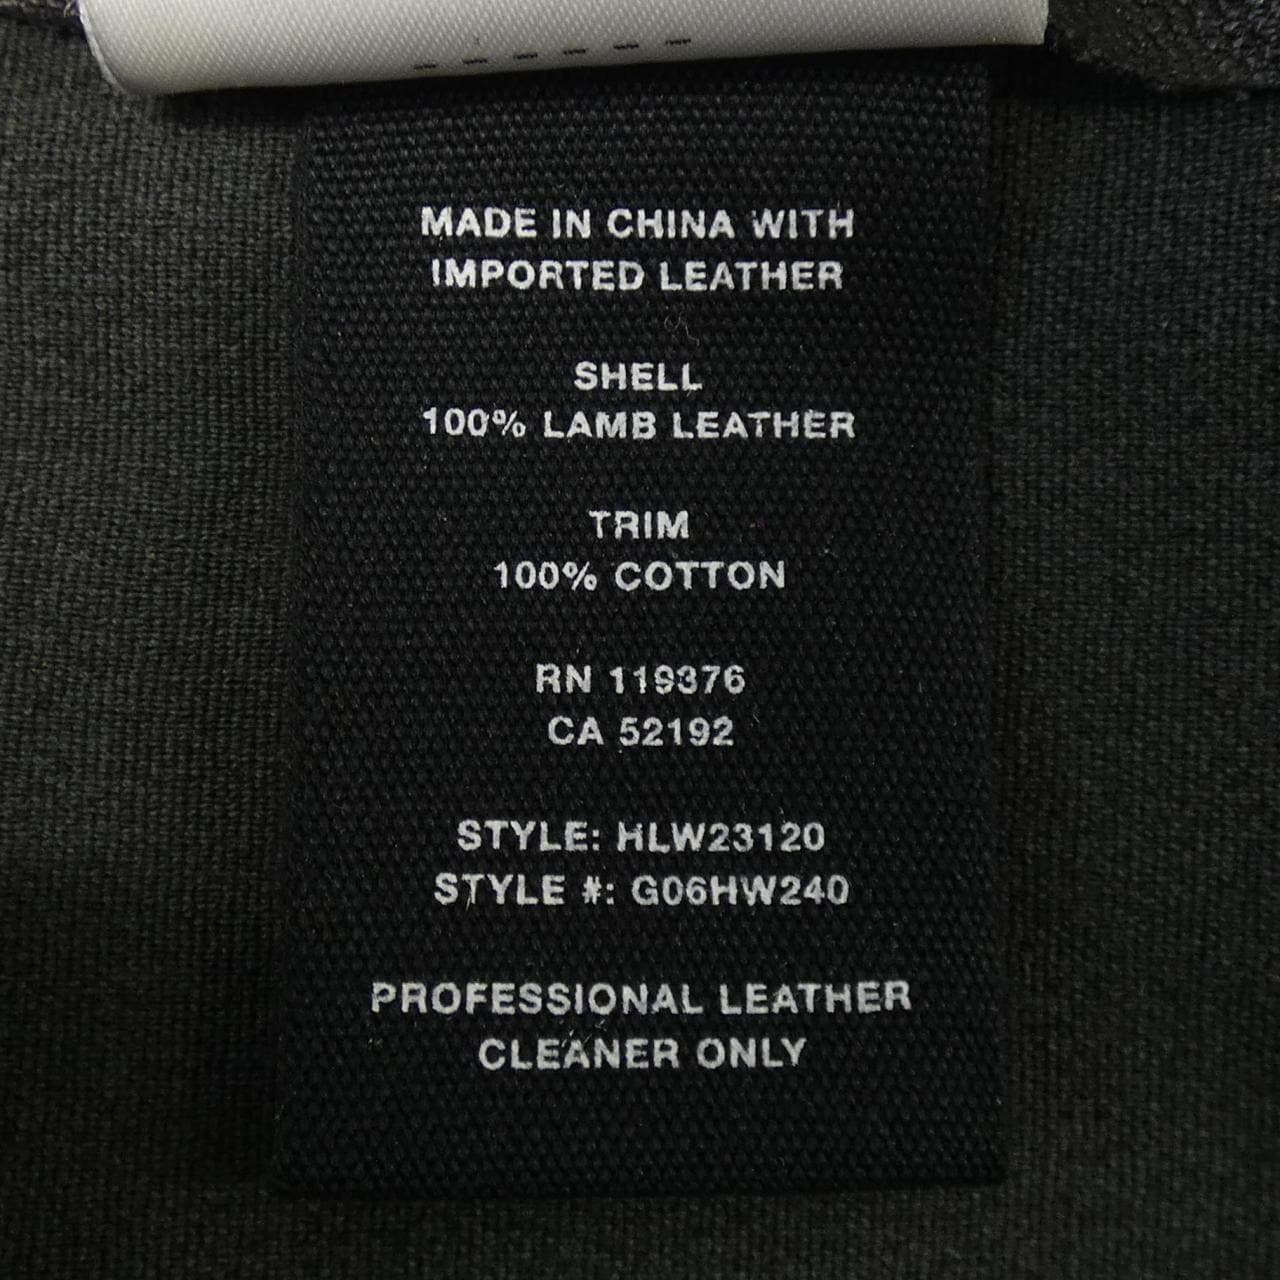 MADE IN CHINA WITH
IMPORTED LEATHER
SHELL
100% LAMB LEATHER
TRIM
100% COTTON
RN 119376
CA 52192
STYLE: HLW23120
STYLE #: G06HW240
PROFESSIONAL LEATHER
CLEANER ONLY